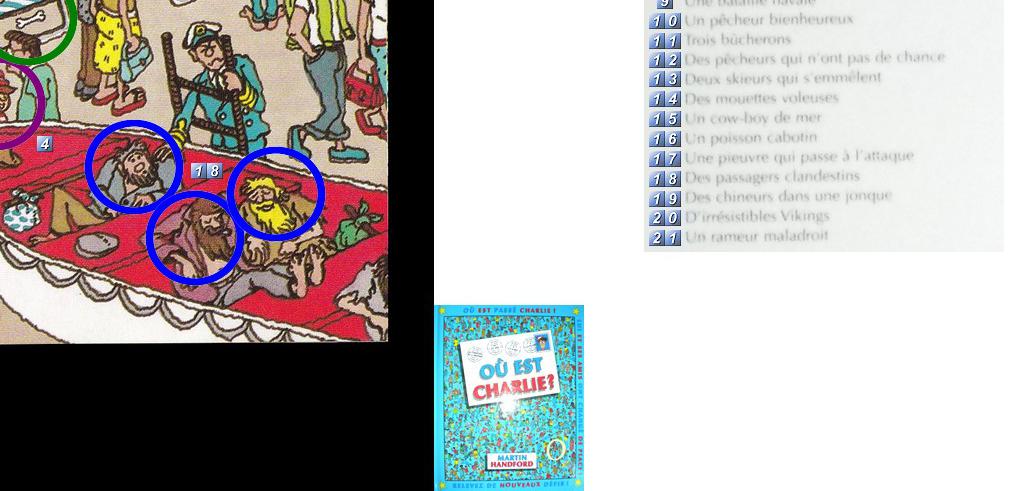 4
18
9 Une bataille navale
10 Un pêcheur bienheureux
11 Trois bûcherons
12 Des pêcheurs qui n'ont pas de chance
13 Deux skieurs qui s'emmêlent
14 Des mouettes voleuses
15 Un cow-boy de mer
16 Un poisson cabotin
17 Une pieuvre qui passe à l'attaque
18 Des passagers clandestins
19 Des chineurs dans une jonque
20 D'irrésistibles Vikings
21 Un rameur maladroit
OÙ EST PASSÉ CHARLIE !
OÙ EST
CHARLIE?
MARTIN
HANDFORD
RELEVEZ DE NOUVEAUX DÉFIS !